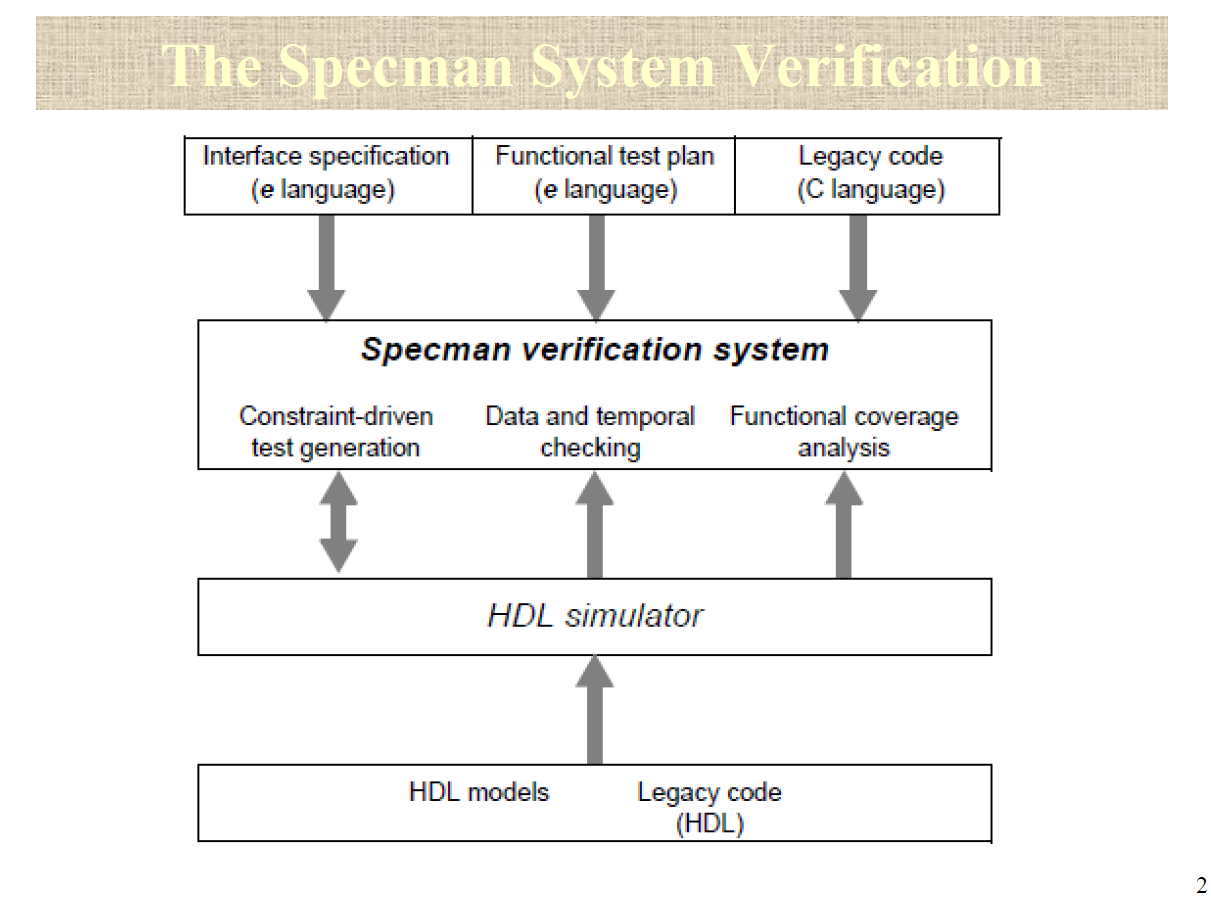 The Specman System Verification
Interface specification
(e language)
Functional test plan
(e language)
Legacy code
(C language)
Specman verification system
Constraint-driven
test generation
Data and temporal
checking
Functional coverage
analysis
HDL simulator
HDL models
Legacy code
(HDL)
2